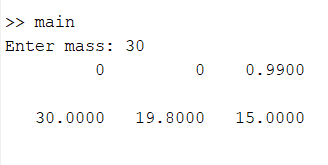 >> main
Enter mass: 30
0 0 0.9900
30.0000 19.8000 15.0000